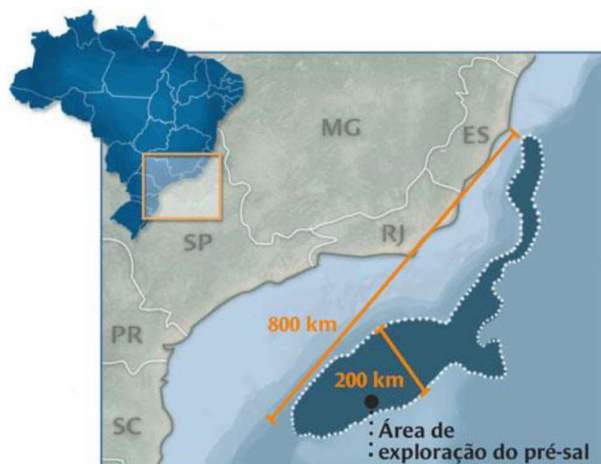 MG
ES
SP
RJ
PR
800 km
200 km
SC
Área de
exploração do pré-sal